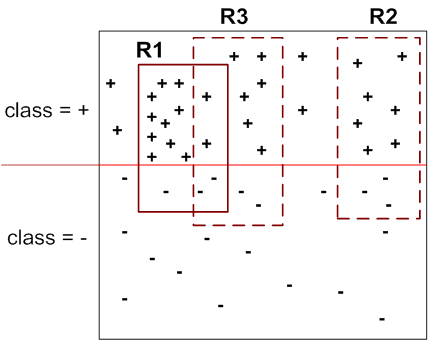 R3 R2
R1
class = +
class = -